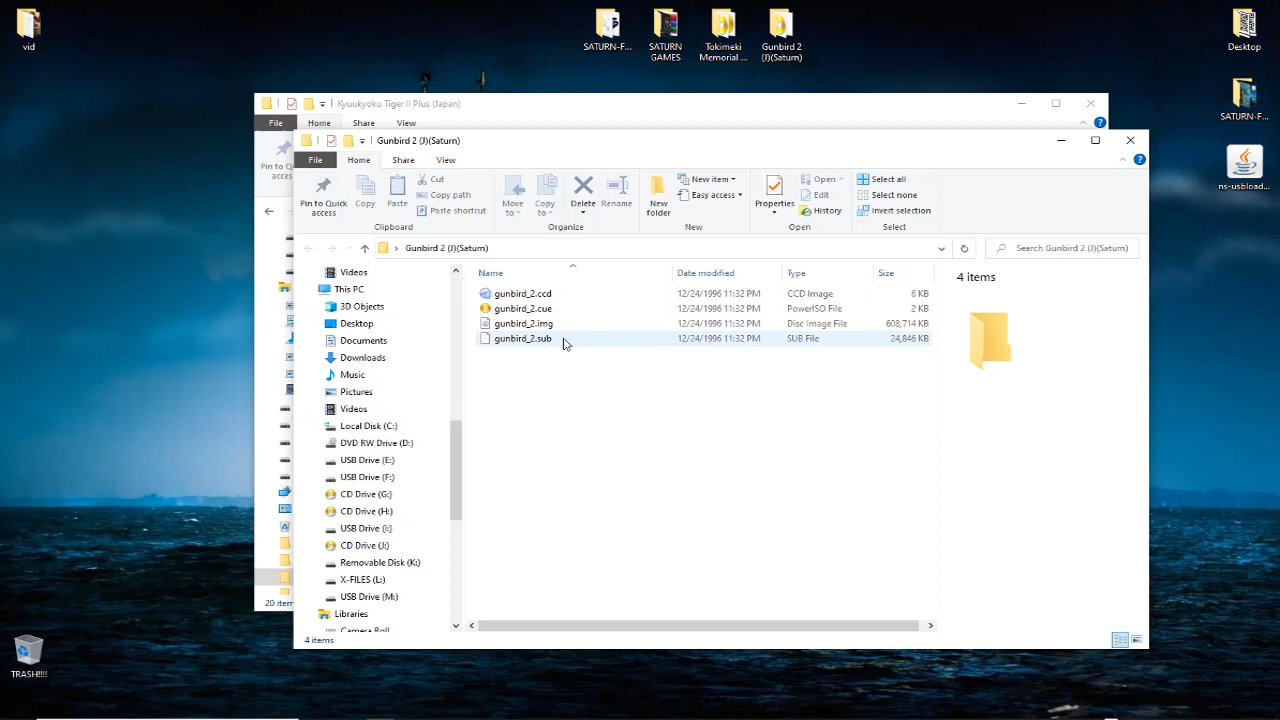 vid
SATURN-F...
SATURN
GAMES
Tokimeki
Memorial ...
Gunbird 2
(J)(Saturn)
Desktop
SATURN-F...
ns-usbload...
TRASH!!!!
Kyuukyoku Tiger II Plus (Japan)
File
Home
Share
View
Pin to Quick
20 items
Gunbird 2 (J)(Saturn)
File
Home
Share
View
Pin to Quick
access
Copy
Paste
Cut
Copy path
Paste shortcut
Clipboard
Move
to
Copy
to
Delete
Rename
Organize
New
folder
New item
Easy access
New
Properties
Open
Edit
History
Open
Select all
Select none
Invert selection
Select
Gunbird 2 (J)(Saturn)
Search Gunbird 2 (J)(Saturn)
Videos
This PC
3D Objects
Desktop
Documents
Downloads
Music
Pictures
Videos
Local Disk (C:)
DVD RW Drive (D:)
USB Drive (E:)
USB Drive (F:)
CD Drive (G:)
CD Drive (H:)
USB Drive (I:)
CD Drive (J:)
Removable Disk (K:)
X-FILES (L:)
USB Drive (M:)
Libraries
Camera Roll
Name Date modified Type Size
gunbird_2.ccd 12/24/1996 11:32 PM CCD Image 6 KB
gunbird_2.cue 12/24/1996 11:32 PM PowerISO File 2 KB
gunbird_2.img 12/24/1996 11:32 PM Disc Image File 608,714 KB
gunbird_2.sub 12/24/1996 11:32 PM SUB File 24,846 KB
4 items
4 items